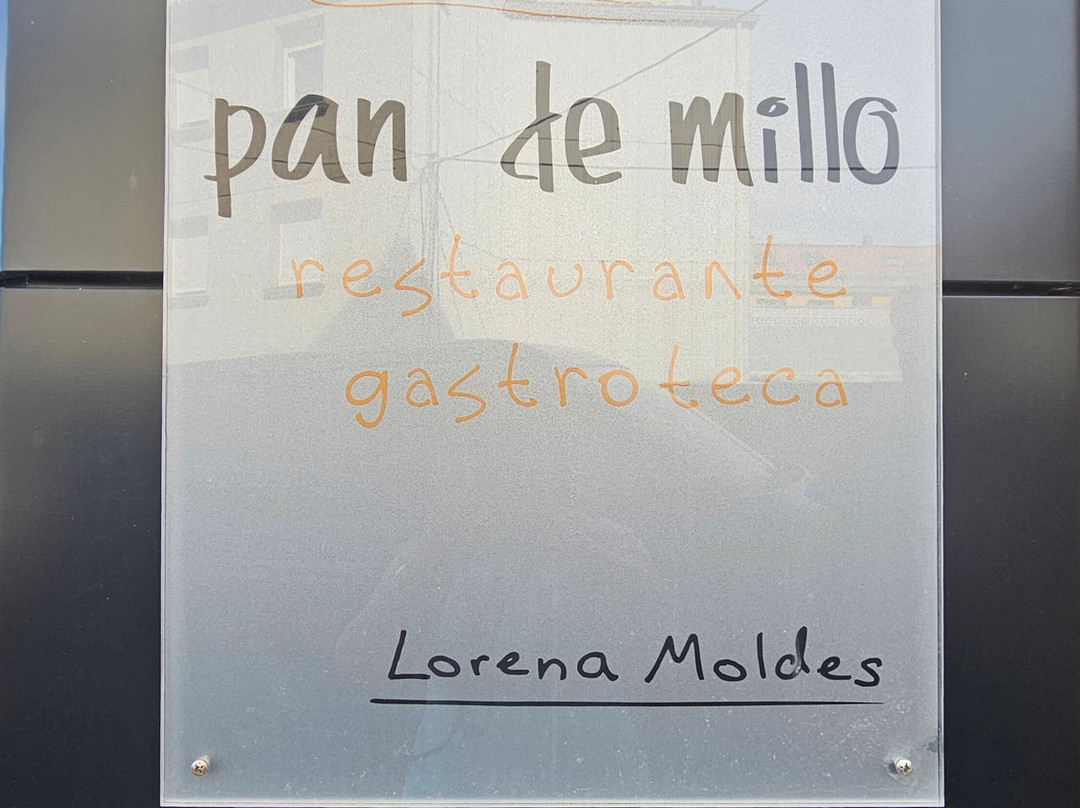 pan de millo
restaurante
gastroteca
Lorena Moldes